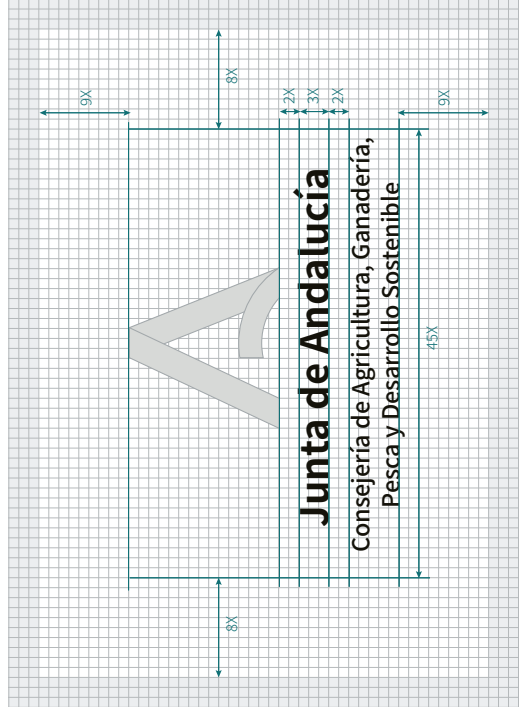 9X
8X
2X
3X
2X
9X
Junta de Andalucía
Consejería de Agricultura, Ganadería,
Pesca y Desarrollo Sostenible
45X
8X